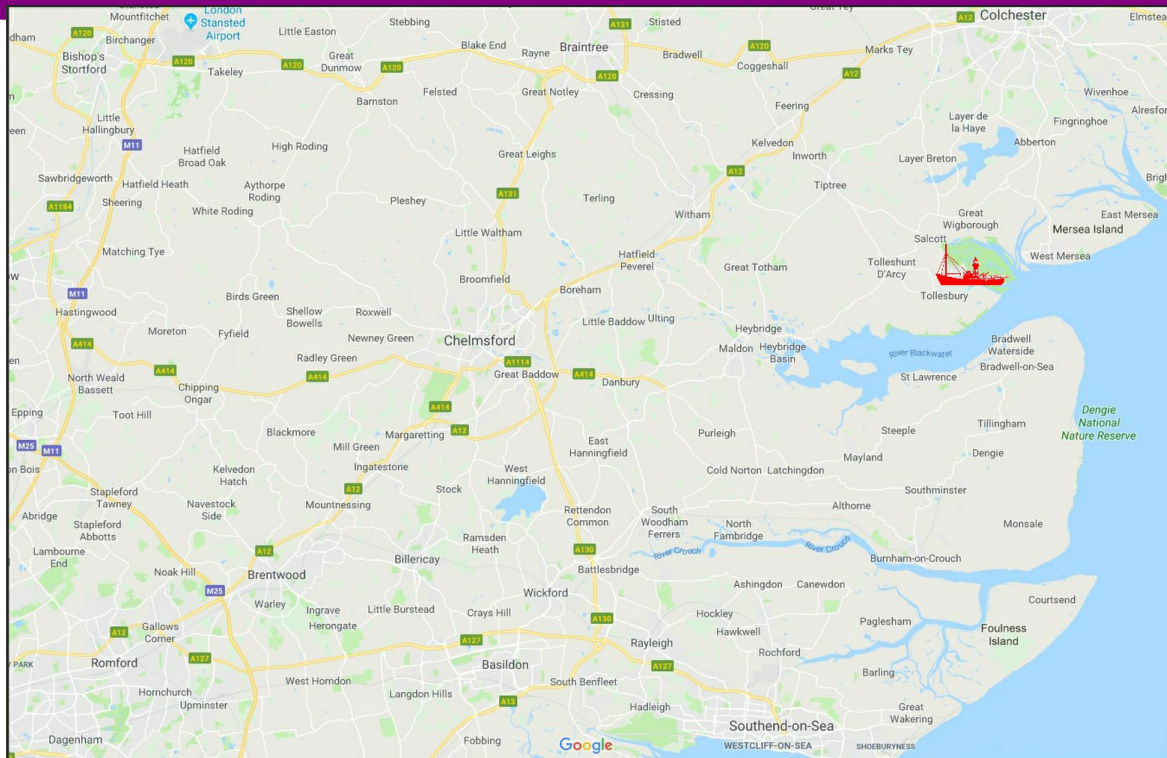 London
Stansted
Airport
Stansted
Mountfitchet
Stebbing
A131
Stisted
Great Tey
A12
Colchester
Elmstea
dham
A120
Birchanger
Little Easton
Blake End
Rayne
Braintree
Bradwell
A120
Marks Tey
Bishop's
Stortford
A120
Takeley
A120
Great
Dunmow
A120
A120
Coggeshall
A12
Barnston
Felsted
Great Notley
Cressing
Feering
Wivenhoe
Little
Hallingbury
reen
M11
Hatfield
Broad Oak
High Roding
Great Leighs
Kelvedon
Inworth
Layer de
la Haye
Fingringhoe
Alresfor
Abberton
Layer Breton
Sawbridgeworth
Hatfield Heath
Aythorpe
Roding
Pleshey
A131
Terling
A12
Tiptree
Brigh
A1184
Sheering
White Roding
Witham
Great
Wigborough
East Mersea
Mersea Island
Matching Tye
Little Waltham
Hatfield
Peverel
Salcott
West Mersea
ow
Broomfield
Great Totham
Tolleshunt
D'Arcy
M11
Birds Green
Boreham
Tollesbury
Hastingwood
Shellow
Bowells
Roxwell
Little Baddow
Ulting
Heybridge
Moreton
Fyfield
Newney Green
Chelmsford
Maldon
Heybridge
Basin
River Blackwater
Bradwell
Waterside
A414
Radley Green
A1114
Bradwell-on-Sea
A414
A414
Great Baddow
A414
Danbury
St Lawrence
North Weald
Bassett
Chipping
Ongar
Epping
Toot Hill
A414
Dengie
National
Nature Reserve
Blackmore
Margaretting
A12
Purleigh
Steeple
Tillingham
M25
M11
Mill Green
East
Hanningfield
Mayland
Dengie
on Bois
Kelvedon
Hatch
Ingatestone
West
Hanningfield
Cold Norton
Latchingdon
Stapleford
Tawney
Navestock
Side
A12
Mountnessing
Stock
Southminster
Abridge
Stapleford
Abbotts
Rettendon
Common
South
Woodham
Ferrers
North
Fambridge
Althorne
Monsale
Lambourne
End
A12
Ramsden
Heath
A130
River Crouch
River Crouch
Burnham-on-Crouch
Noak Hill
Brentwood
Billericay
Battlesbridge
M25
Warley
Ingrave
Little Burstead
Wickford
Ashingdon
Canewdon
Courtsend
Gallows
Corner
Herongate
Crays Hill
A130
Hockley
Paglesham
Foulness
Island
A12
A127
Hawkwell
Y PARK
Romford
A127
Rayleigh
Rochford
Basildon
A127
Barling
West Horndon
South Benfleet
Hornchurch
Upminster
Langdon Hills
A13
Hadleigh
Great
Wakering
Southend-on-Sea
Dagenham
Fobbing
Google
WESTCLIFF-ON-SEA
SHOEBURYNESS